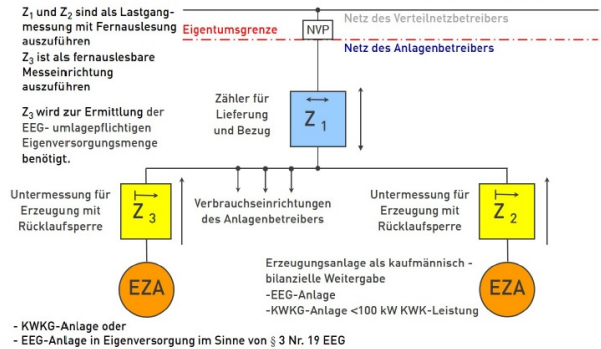 Z1 und Z2 sind als Lastgang-
messung mit Fernauslesung
auszuführen
Z3 ist als fernauslesbare
Messeinrichtung
auszuführen
Z3 wird zur Ermittlung der
EEG- umlagepflichtigen
Eigenversorgungsmenge
benötigt.
Netz des Verteilnetzbetreibers
Eigentumsgrenze
NVP
Netz des Anlagenbetreibers
Zähler für
Lieferung
und Bezug
Z1
Untermessung für
Erzeugung mit
Rücklaufsperre
Z3
Verbrauchseinrichtungen
des Anlagenbetreibers
Untermessung für
Erzeugung mit
Rücklaufsperre
Z2
EZA
Erzeugungsanlage als kaufmännisch -
bilanzielle Weitergabe
-EEG-Anlage
-KWKG-Anlage <100 kW KWK-Leistung
EZA
- KWKG-Anlage oder
- EEG-Anlage in Eigenversorgung im Sinne von § 3 Nr. 19 EEG